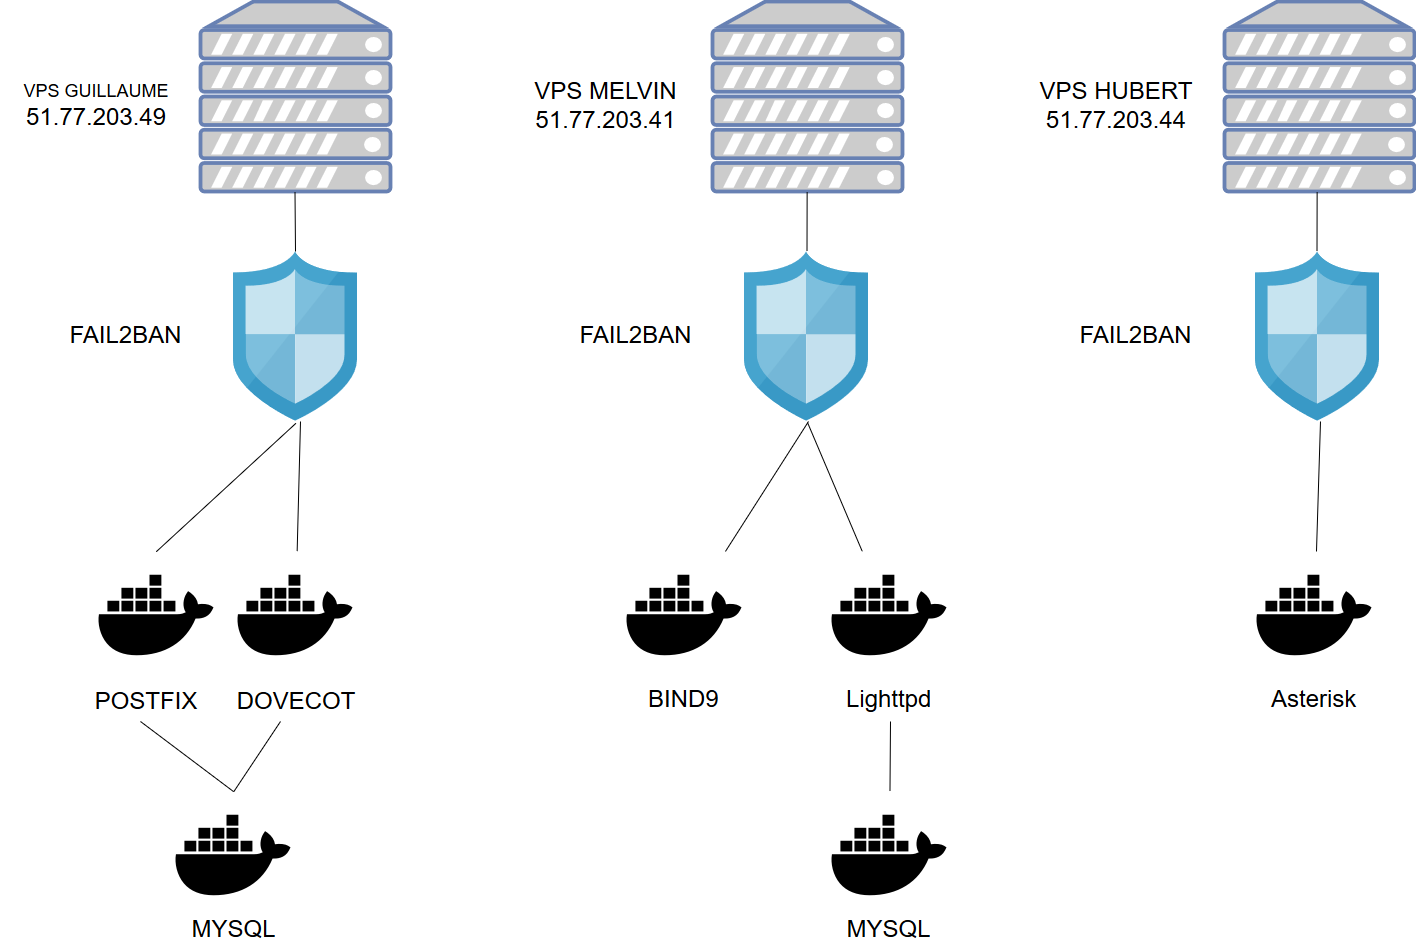 VPS GUILLAUME
51.77.203.49
VPS MELVIN
51.77.203.41
VPS HUBERT
51.77.203.44
FAIL2BAN
FAIL2BAN
FAIL2BAN
POSTFIX
DOVECOT
BIND9
Lighttpd
Asterisk
MYSQL
MYSQL